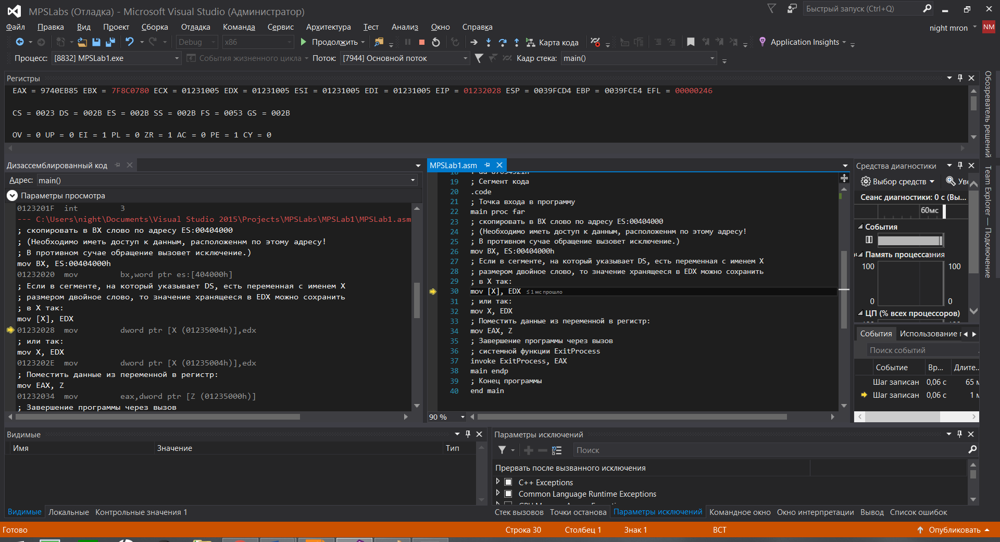 MPSLabs (Отладка) - Microsoft Visual Studio (Администратор)
Быстрый запуск (Ctrl+Q)
Файл Правка Вид Проект Сборка Отладка Команда Сервис Архитектура Тест Анализ Окно Справка
night mron NM
Debug x86 Продолжить Карта кода Application Insights
Процесс: [8832] MPSLab1.exe События жизненного цикла Поток: [7944] Основной поток Кадр стека: main()
Регистры
EAX = 9740EB85 EBX = 7F8C0780 ECX = 01231005 EDX = 01231005 ESI = 01231005 EDI = 01231005 EIP = 01232028 ESP = 0039FCD4 EBP = 0039FCE4 EFL = 00000246
CS = 0023 DS = 002B ES = 002B SS = 002B FS = 0053 GS = 002B
OV = 0 UP = 0 EI = 1 PL = 0 ZR = 1 AC = 0 PE = 1 CY = 0
Обозреватель решений
Team Explorer — Подключение
Дизассемблированный код
Адрес: main()
Параметры просмотра
0123201F int 3
--- C:\Users\night\Documents\Visual Studio 2015\Projects\MPSLabs\MPSLab1\MPSLab1.asm
; скопировать в BX слово по адресу ES:00404000
; (Необходимо иметь доступ к данным, расположеннм по этому адресу!
; В противном сучае обращение вызовет исключение.)
mov BX, ES:00404000h
01232020 mov bx,word ptr es:[404000h]
; Если в сегменте, на который указывает DS, есть переменная с именем X
; размером двойное слово, то значение хранящееся в EDX можно сохранить
; в X так:
mov [X], EDX
01232028 mov dword ptr [X (01235004h)],edx
; или так:
mov X, EDX
0123202E mov dword ptr [X (01235004h)],edx
; Поместить данные из переменной в регистр:
mov EAX, Z
01232034 mov eax,dword ptr [Z (01235000h)]
; Завершение программы через вызов
MPSLab1.asm
19 ; Сегмент кода
20 .code
21 ; Точка входа в программу
22 main proc far
23 ; скопировать в BX слово по адресу ES:00404000
24 ; (Необходимо иметь доступ к данным, расположеннм по этому адресу!
25 ; В противном сучае обращение вызовет исключение.)
26 mov BX, ES:00404000h
27 ; Если в сегменте, на который указывает DS, есть переменная с именем X
28 ; размером двойное слово, то значение хранящееся в EDX можно сохранить
29 ; в X так:
30 mov [X], EDX ≤ 1 мс прошло
31 ; или так:
32 mov X, EDX
33 ; Поместить данные из переменной в регистр:
34 mov EAX, Z
35 ; Завершение программы через вызов
36 ; системной функции ExitProcess
37 invoke ExitProcess, EAX
38 main endp
39 ; Конец программы
40 end main
90 %
Средства диагностики
Выбор средств
Сеанс диагностики: 0 с (Вы...
60мс
События
Память процесса
100 100
0 0
ЦП (% всех процессоров)
События Использование
Поиск событий
Событие Вр... Длите...
Шаг записан 0,06 с 65
Шаг записан 0,06 с 1
Видимые
Имя Значение Тип
Видимые Локальные Контрольные значения 1
Параметры исключений
Поиск
Прервать после вызванного исключения
C++ Exceptions
Common Language Runtime Exceptions
Стек вызовов Точки останова Параметры исключений Командное окно Окно интерпретации Вывод Список ошибок
Готово Строка 30 Столбец 1 Знак 1 ВСТ Опубликовать